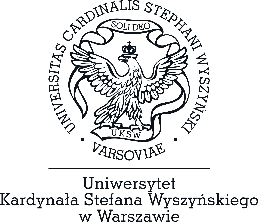 UNIVERSITAS CARDINALIS STEPHANI WYSZYŃSKI
SOLI DEO
UKSW
· VARSOVIAE ·
Uniwersytet
Kardynała Stefana Wyszyńskiego
w Warszawie